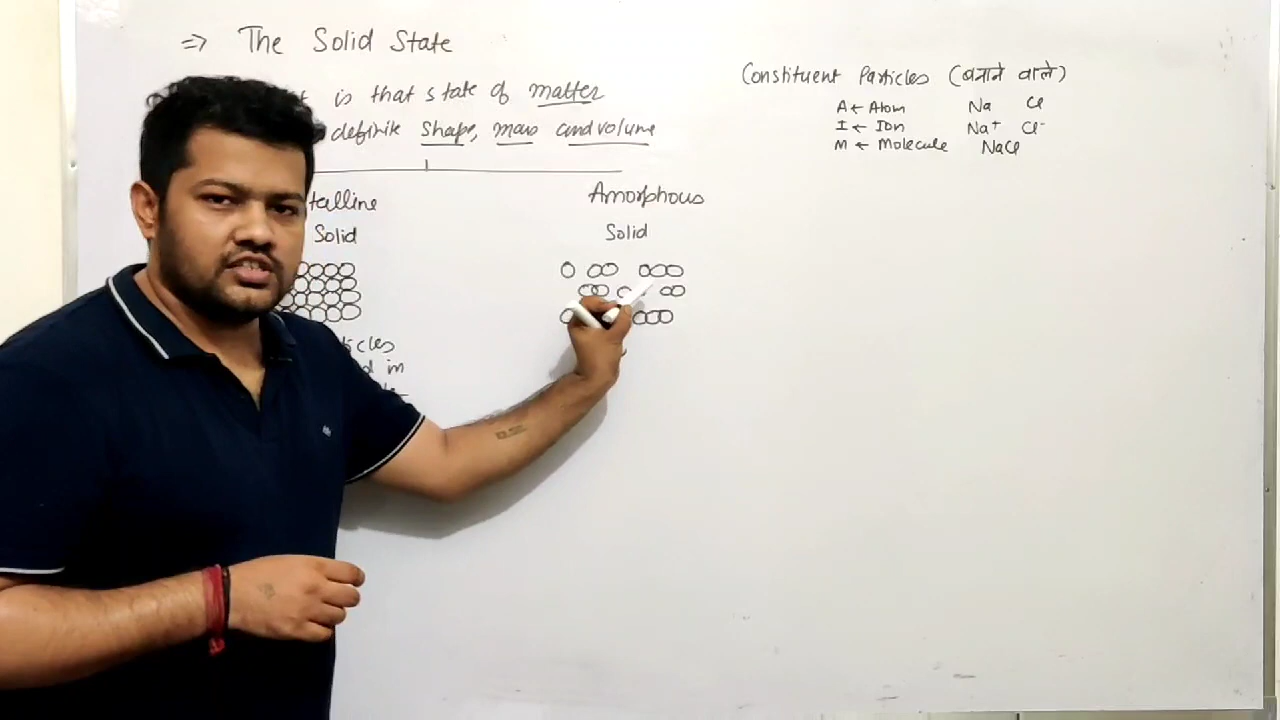 ⇒ The Solid State
t is that state of matter
definite shape, mass and volume
talline
Solid
icles
d in
Amorphous
Solid
Constituent Particles (बनाने वाले)
A ← Atom Na Cl
I ← Ion Na⁺ Cl⁻
M ← Molecule NaCl